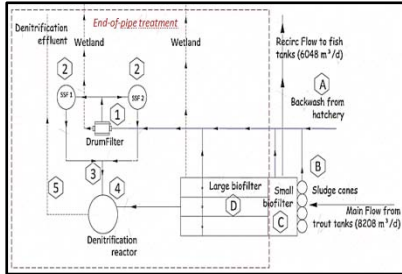 End-of-pipe treatment
Denitrification
effluent
Wetland
Wetland
Recirc Flow to fish
tanks (6048 m³/d)
A
Backwash from
hatchery
2
2
SSF 1
SSF 2
1
DrumFilter
B
Sludge cones
3
4
5
Large biofilter
Small
biofilter
D
C
Main Flow from
trout tanks (8208 m³/d)
Denitrification
reactor